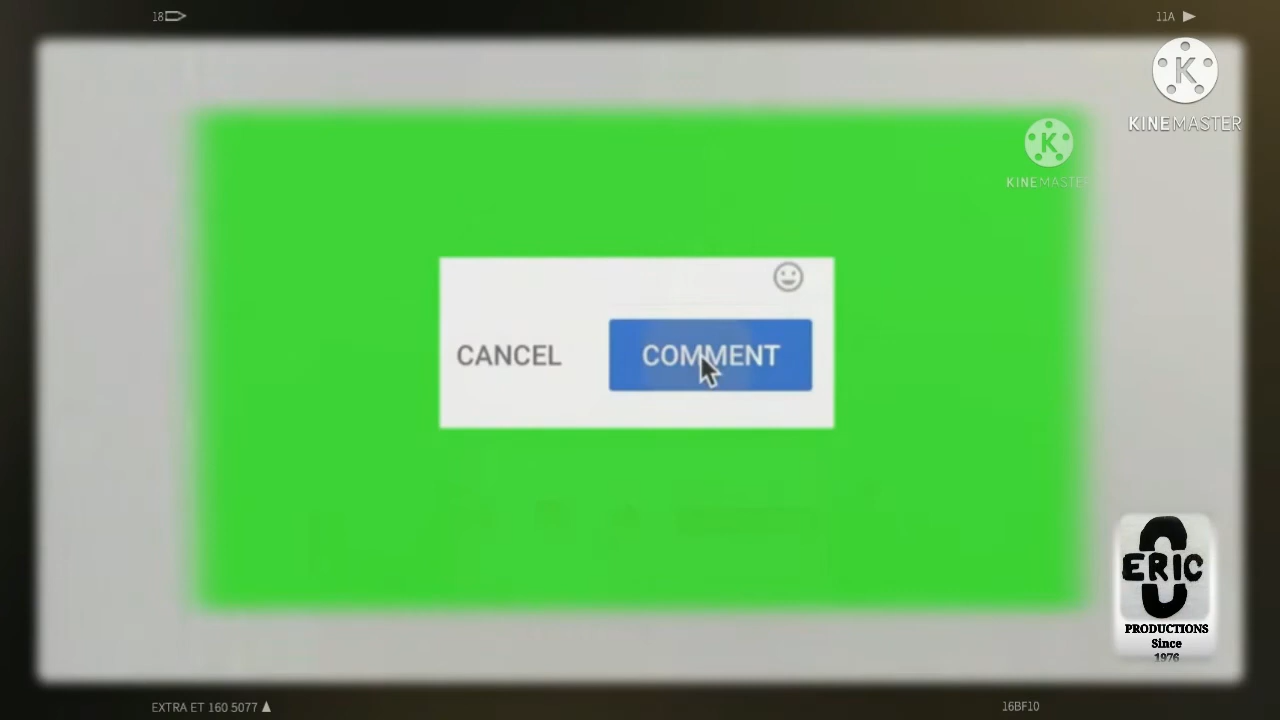 18
11A
KINEMASTER
KINEMASTER
CANCEL
COMMENT
ERIC
PRODUCTIONS
Since
1976
EXTRA ET 160 5077
16BF10